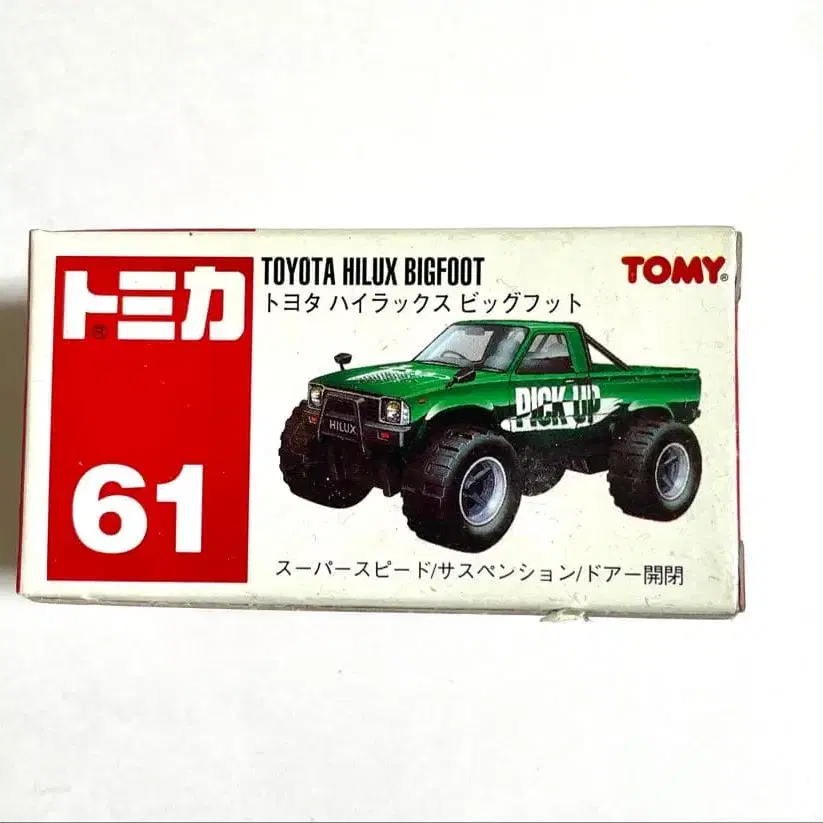 トミカ®
61
TOYOTA HILUX BIGFOOT
トヨタ ハイラックス ビッグフット
TOMY®
PICK UP
HILUX
スーパースピード/サスペンション/ドアー開閉